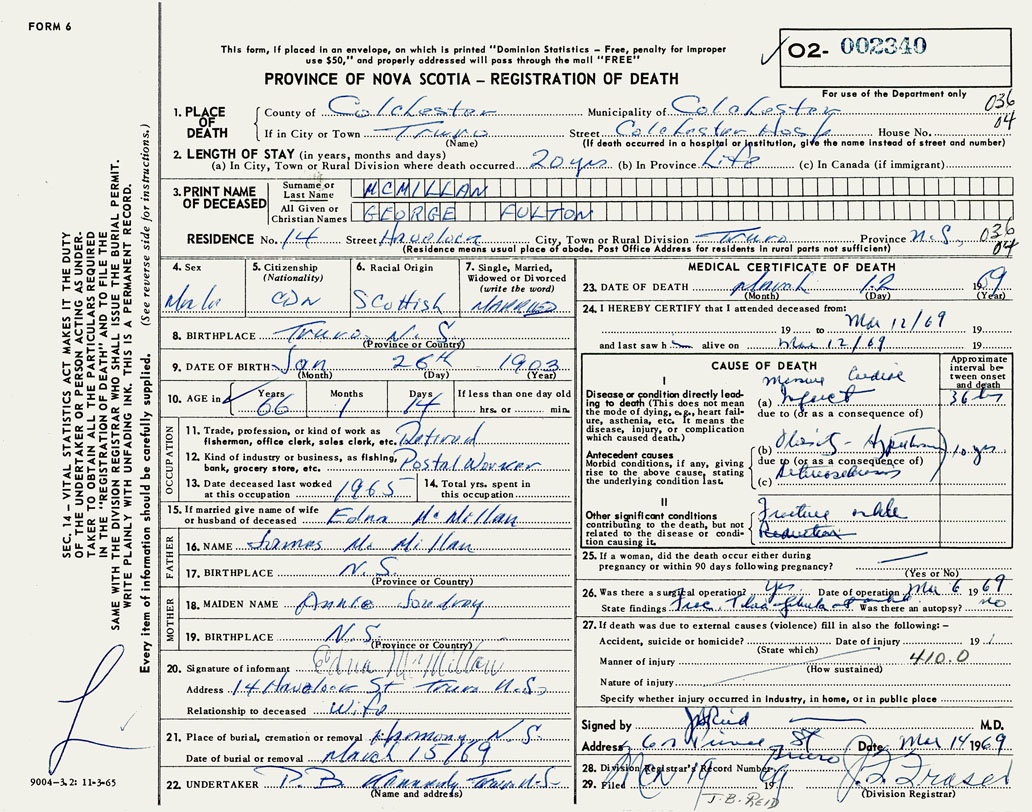 FORM 6
This form, if placed in an envelope, on which is printed "Dominion Statistics – Free, penalty for improper
use $50," and properly addressed will pass through the mail "FREE"
PROVINCE OF NOVA SCOTIA – REGISTRATION OF DEATH
✓ O2- 002340
For use of the Department only
036
04
1. PLACE OF DEATH
County of Colchester Municipality of Colchester
If in City or Town Truro Street Colchester Hosp House No.
(Name) (If death occurred in a hospital or institution, give the name instead of street and number)
2. LENGTH OF STAY (in years, months and days)
(a) In City, Town or Rural Division where death occurred 20 yrs (b) In Province Life (c) In Canada (if immigrant)
3. PRINT NAME OF DECEASED
Surname or Last Name MCMILLAN
All Given or Christian Names GEORGE FULTON
RESIDENCE No. 14 Street Havelock City, Town or Rural Division Truro Province N.S. 036
(Residence means usual place of abode. Post Office Address for residents in rural parts not sufficient) 04
4. Sex
Male
5. Citizenship
(Nationality)
CDN
6. Racial Origin
Scottish
7. Single, Married,
Widowed or Divorced
(write the word)
MARRIED
8. BIRTHPLACE Truro N.S.
(Province or Country)
9. DATE OF BIRTH Jan 26th 1903
(Month) (Day) (Year)
10. AGE in Years 66 Months 1 Days 14 If less than one day old
hrs. or min.
OCCUPATION
11. Trade, profession, or kind of work as
fisherman, office clerk, sales clerk, etc. Retired
12. Kind of industry or business, as fishing,
bank, grocery store, etc. Postal Worker
13. Date deceased last worked
at this occupation 1965
14. Total yrs. spent in
this occupation
15. If married give name of wife
or husband of deceased Edna McMillan
FATHER
16. NAME James McMillan
17. BIRTHPLACE N.S.
(Province or Country)
MOTHER
18. MAIDEN NAME Annie
19. BIRTHPLACE N.S.
(Province or Country)
20. Signature of informant Edna McMillan
Address 14 Havelock St Truro N.S.
Relationship to deceased Wife
21. Place of burial, cremation or removal Harmony N.S.
Date of burial or removal March 15/69
22. UNDERTAKER P.B. Truro N.S.
(Name and address)
MEDICAL CERTIFICATE OF DEATH
23. DATE OF DEATH March 12 1969
(Month) (Day) (Year)
24. I HEREBY CERTIFY that I attended deceased from:
19 to Mar 12/69 19
and last saw h alive on Mar 12/69 19
CAUSE OF DEATH
Approximate
interval be-
tween onset
and death
I
Disease or condition directly lead-
ing to death (This does not mean
the mode of dying, e.g., heart fail-
ure, asthenia, etc. It means the
disease, injury, or complication
which caused death.)
(a) Infarct 36 hrs
due to (or as a consequence of)
Antecedent causes
Morbid conditions, if any, giving
rise to the above cause, stating
the underlying condition last.
(b) Obesity - 10 yrs
due to (or as a consequence of)
(c) Arteriosclerosis
II
Other significant conditions
contributing to the death, but not
related to the disease or condi-
tion causing it.
Fracture
25. If a woman, did the death occur either during
pregnancy or within 90 days following pregnancy?
(Yes or No)
26. Was there a surgical operation? Yes Date of operation Mar 6 1969
State findings Was there an autopsy? no
27. If death was due to external causes (violence) fill in also the following:–
Accident, suicide or homicide? Date of injury 19
(State which)
Manner of injury 410.0
(How sustained)
Nature of injury
Specify whether injury occurred in industry, in home, or in public place
Signed by J B Reid M.D.
Address Prince St Truro Date Mar 14 1969
28. Division Registrar's Record Number
29. Filed 1969
(Division Registrar)
J.B. REID
SEC. 14 – VITAL STATISTICS ACT MAKES IT THE DUTY
OF THE UNDERTAKER OR PERSON ACTING AS UNDER-
TAKER TO OBTAIN ALL THE PARTICULARS REQUIRED
IN THE "REGISTRATION OF DEATH" AND TO FILE THE
SAME WITH THE DIVISION REGISTRAR WHO SHALL ISSUE THE BURIAL PERMIT.
WRITE PLAINLY WITH UNFADING INK. THIS IS A PERMANENT RECORD.
Every item of information should be carefully supplied. (See reverse side for instructions.)
9004–3.2: 11-3-65